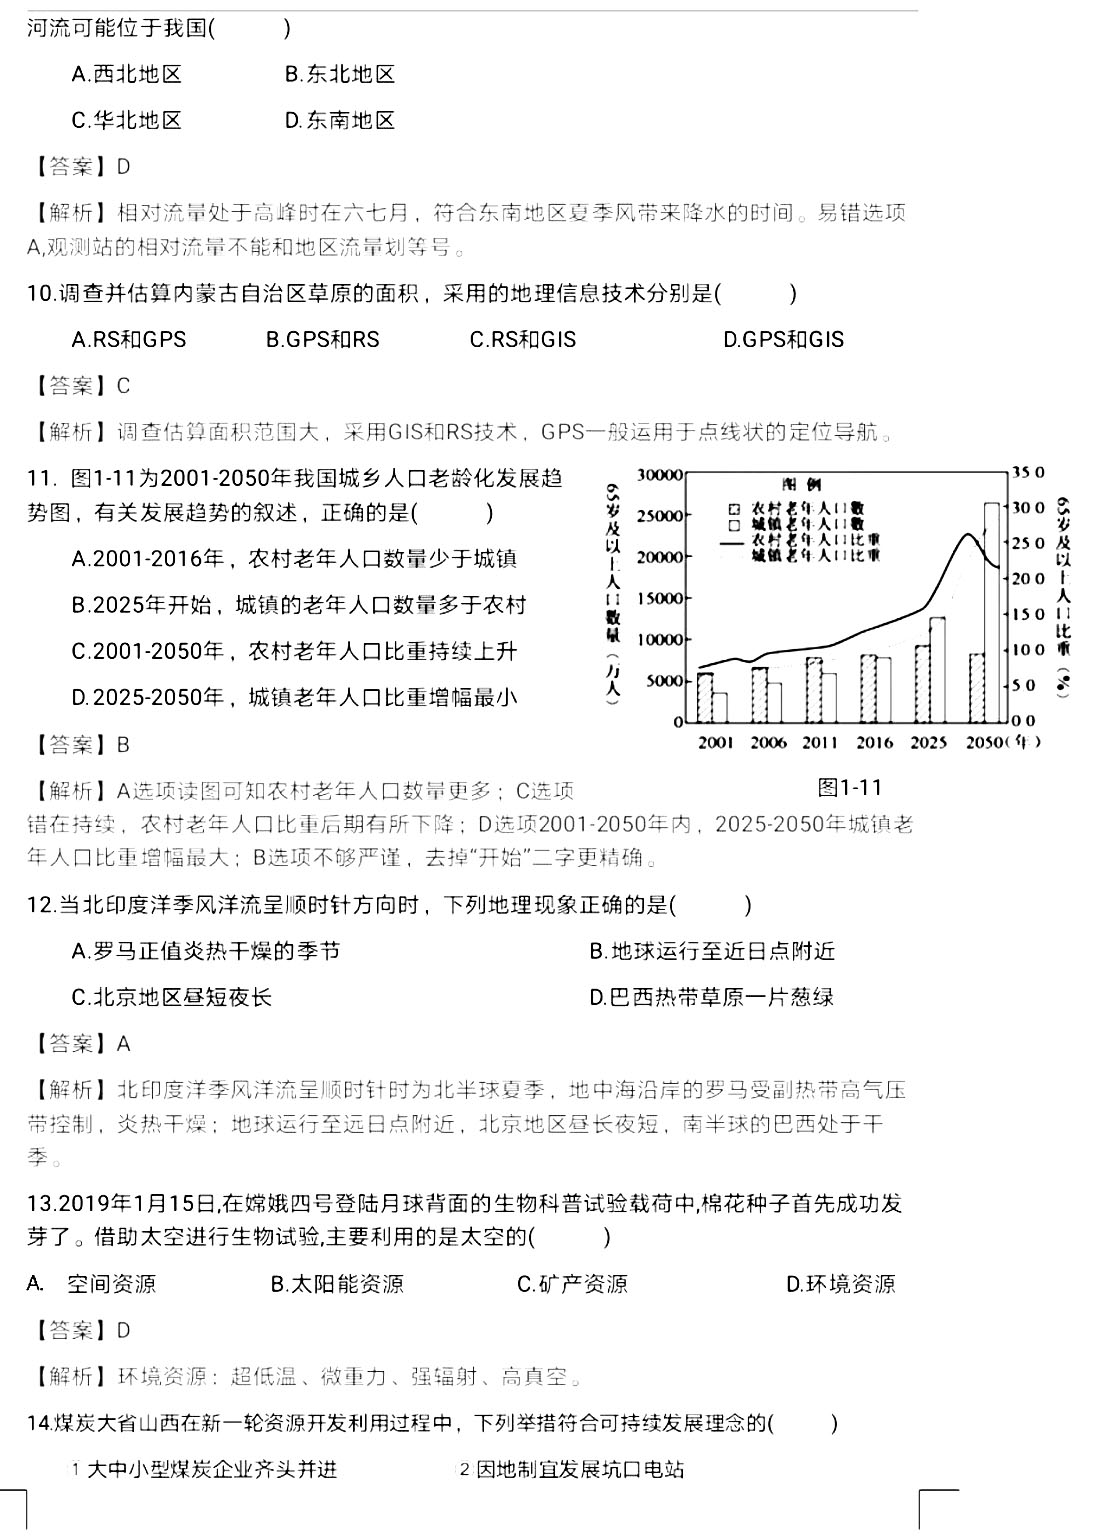 河流可能位于我国(          )
A.西北地区          B.东北地区
C.华北地区          D.东南地区
【答案】D
【解析】相对流量处于高峰时在六七月，符合东南地区夏季风带来降水的时间。易错选项
A,观测站的相对流量不能和地区流量划等号。
10.调查并估算内蒙古自治区草原的面积，采用的地理信息技术分别是(          )
A.RS和GPS          B.GPS和RS          C.RS和GIS          D.GPS和GIS
【答案】C
【解析】调查估算面积范围大，采用GIS和RS技术，GPS一般运用于点线状的定位导航。
11. 图1-11为2001-2050年我国城乡人口老龄化发展趋
势图，有关发展趋势的叙述，正确的是(          )
A.2001-2016年，农村老年人口数量少于城镇
B.2025年开始，城镇的老年人口数量多于农村
C.2001-2050年，农村老年人口比重持续上升
D.2025-2050年，城镇老年人口比重增幅最小
【答案】B
【解析】A选项读图可知农村老年人口数量更多；C选项
错在持续，农村老年人口比重后期有所下降；D选项2001-2050年内，2025-2050年城镇老
年人口比重增幅最大；B选项不够严谨，去掉“开始”二字更精确。
65岁及以上人口数量（万人）
30000
25000
20000
15000
10000
5000
0
图 例
农村老年人口数
城镇老年人口数
农村老年人口比重
城镇老年人口比重
35 0
30 0
25 0
20 0
15 0
10 0
5 0
0 0
65岁及以上人口比重（%）
2001 2006 2011 2016 2025 2050(年)
图1-11
12.当北印度洋季风洋流呈顺时针方向时，下列地理现象正确的是(          )
A.罗马正值炎热干燥的季节          B.地球运行至近日点附近
C.北京地区昼短夜长          D.巴西热带草原一片葱绿
【答案】A
【解析】北印度洋季风洋流呈顺时针时为北半球夏季，地中海沿岸的罗马受副热带高气压
带控制，炎热干燥；地球运行至远日点附近，北京地区昼长夜短，南半球的巴西处于干
季。
13.2019年1月15日,在嫦娥四号登陆月球背面的生物科普试验载荷中,棉花种子首先成功发
芽了。借助太空进行生物试验,主要利用的是太空的(          )
A. 空间资源          B.太阳能资源          C.矿产资源          D.环境资源
【答案】D
【解析】环境资源：超低温、微重力、强辐射、高真空。
14.煤炭大省山西在新一轮资源开发利用过程中，下列举措符合可持续发展理念的(          )
1 大中小型煤炭企业齐头并进          2 因地制宜发展坑口电站